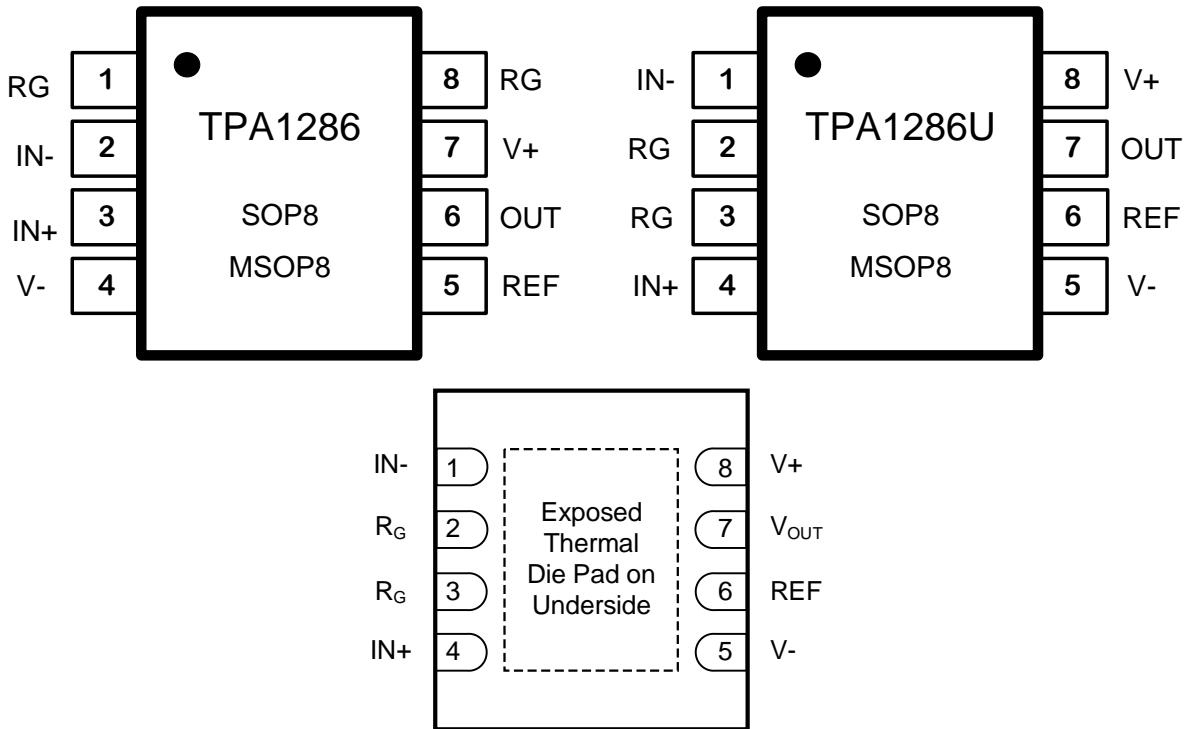 TPA1286
SOP8
MSOP8
RG 1
IN- 2
IN+ 3
V- 4
8 RG
7 V+
6 OUT
5 REF
TPA1286U
SOP8
MSOP8
IN- 1
RG 2
RG 3
IN+ 4
8 V+
7 OUT
6 REF
5 V-
IN- 1
RG 2
RG 3
IN+ 4
Exposed
Thermal
Die Pad on
Underside
8 V+
7 VOUT
6 REF
5 V-